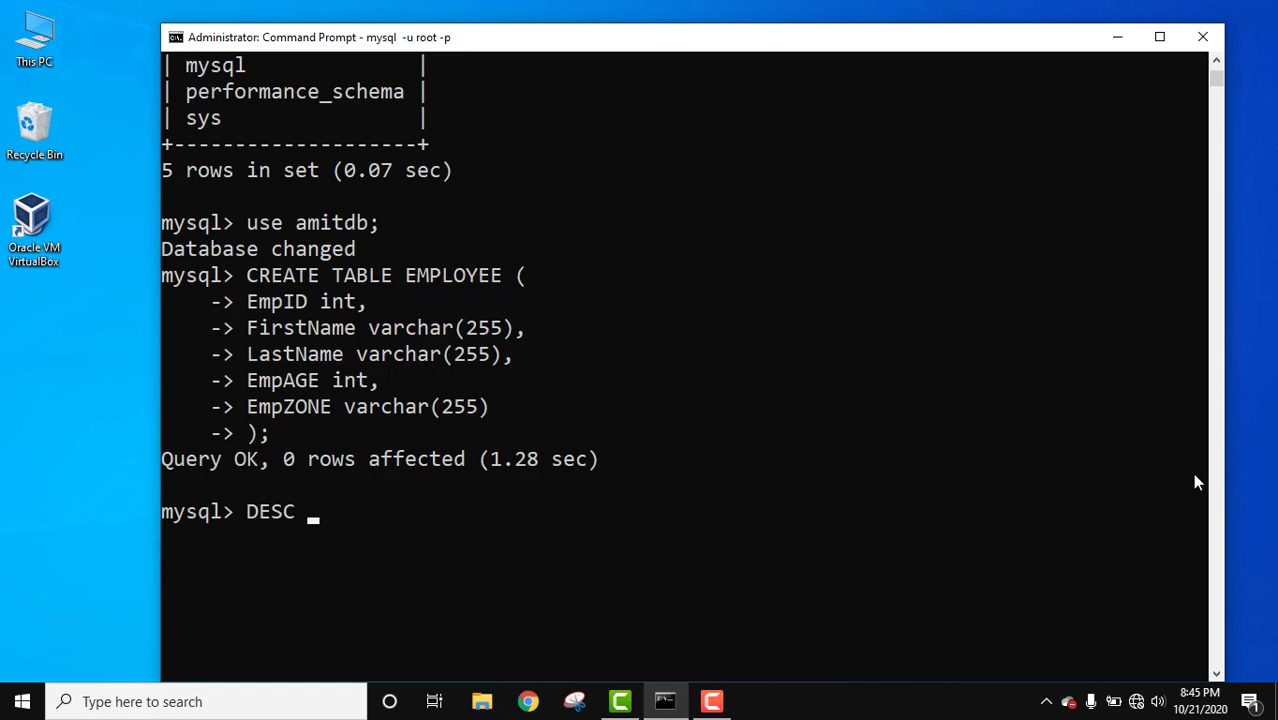 This PC
Recycle Bin
Oracle VM
VirtualBox
Administrator: Command Prompt - mysql -u root -p
| mysql |
| performance_schema |
| sys |
+--------------------+
5 rows in set (0.07 sec)
mysql> use amitdb;
Database changed
mysql> CREATE TABLE EMPLOYEE (
-> EmpID int,
-> FirstName varchar(255),
-> LastName varchar(255),
-> EmpAGE int,
-> EmpZONE varchar(255)
-> );
Query OK, 0 rows affected (1.28 sec)
mysql> DESC _
Type here to search
8:45 PM
10/21/2020
1